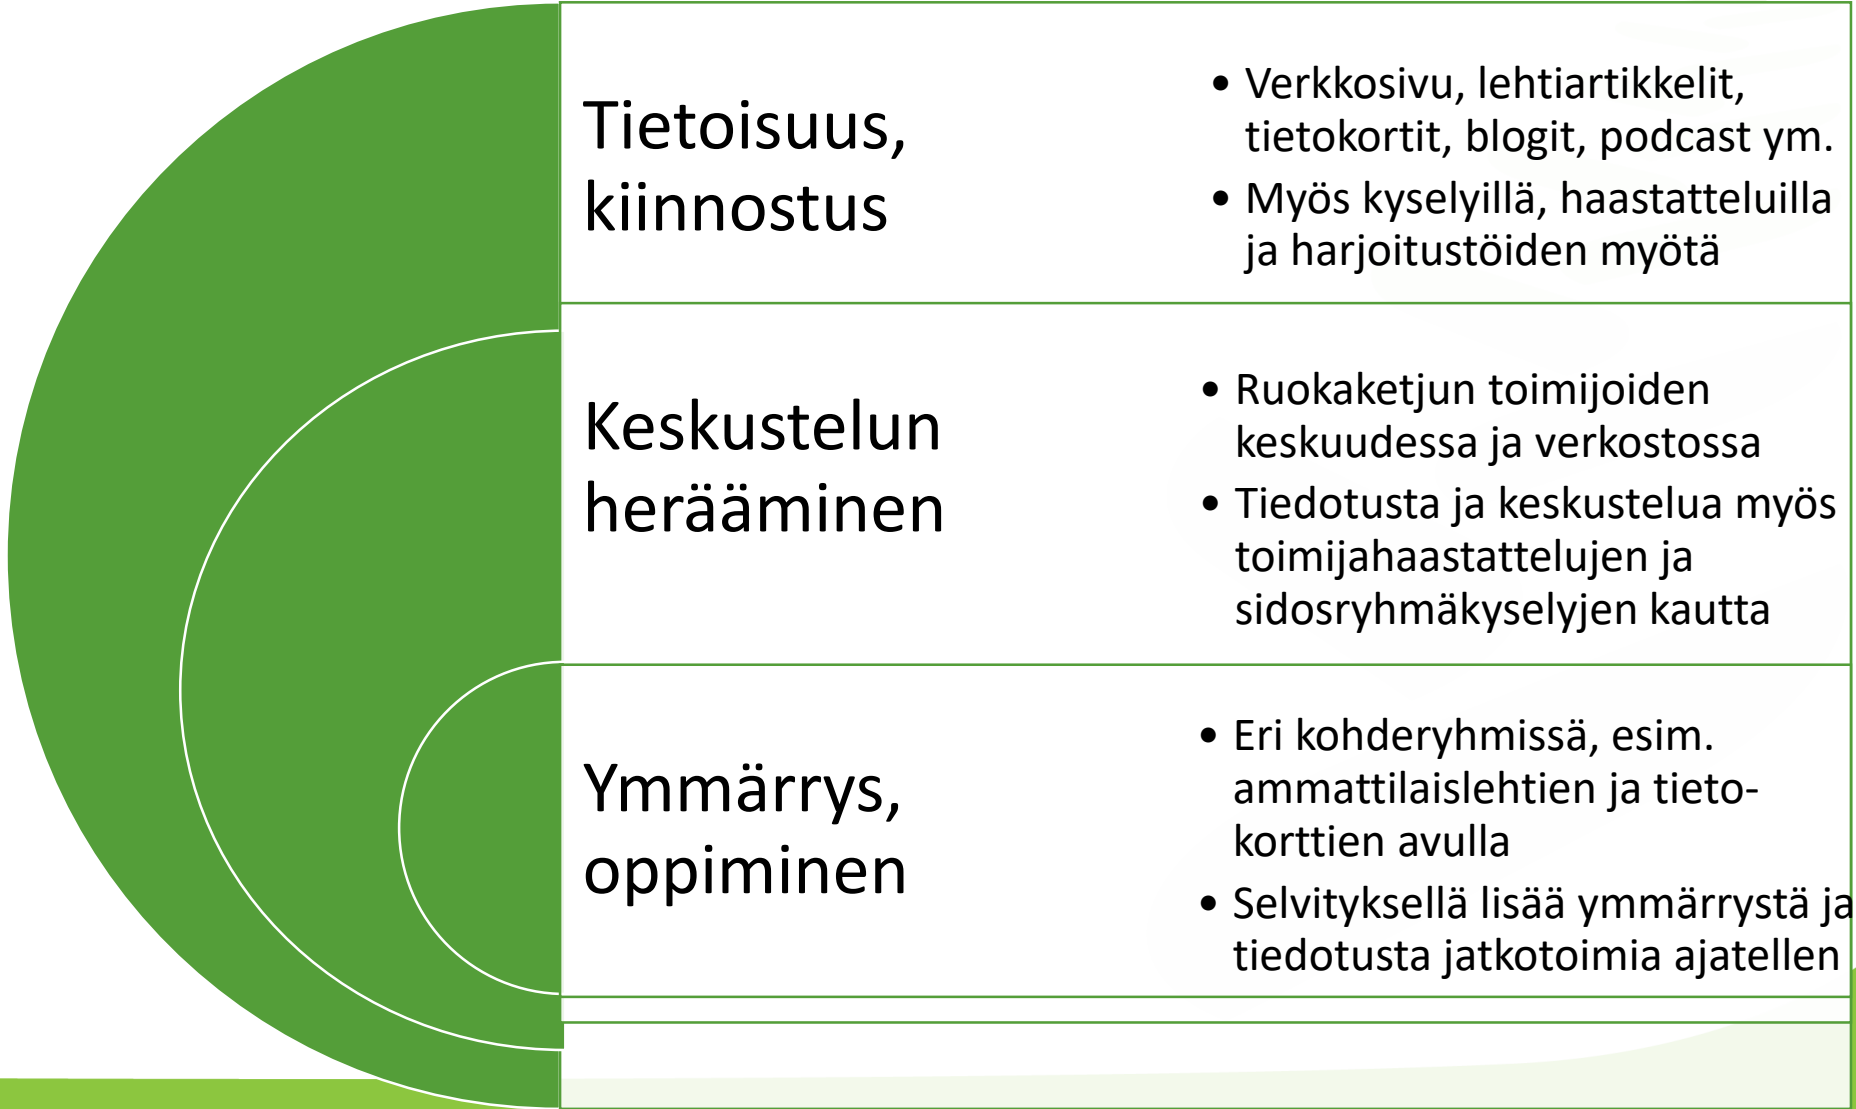 Tietoisuus,
kiinnostus
• Verkkosivu, lehtiartikkelit,
tietokortit, blogit, podcast ym.
• Myös kyselyillä, haastatteluilla
ja harjoitustöiden myötä
Keskustelun
herääminen
• Ruokaketjun toimijoiden
keskuudessa ja verkostossa
• Tiedotusta ja keskustelua myös
toimijahaastattelujen ja
sidosryhmäkyselyjen kautta
Ymmärrys,
oppiminen
• Eri kohderyhmissä, esim.
ammattilaislehtien ja tieto-
korttien avulla
• Selvityksellä lisää ymmärrystä ja
tiedotusta jatkotoimia ajatellen